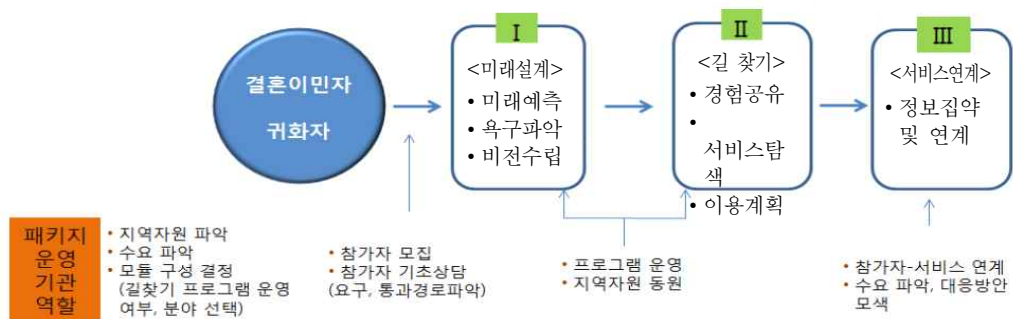 결혼이민자
귀화자
Ⅰ
<미래설계>
• 미래예측
• 욕구파악
• 비전수립
Ⅱ
<길 찾기>
• 경험공유
•
서비스탐
색
• 이용계획
Ⅲ
<서비스연계>
• 정보집약
및 연계
패키지
운영
기관
역할
• 지역자원 파악
• 수요 파악
• 모듈 구성 결정
(길찾기 프로그램 운영
여부, 분야 선택)
• 참가자 모집
• 참가자 기초상담
(요구, 통과경로파악)
• 프로그램 운영
• 지역자원 동원
• 참가자-서비스 연계
• 수요 파악, 대응방안
모색